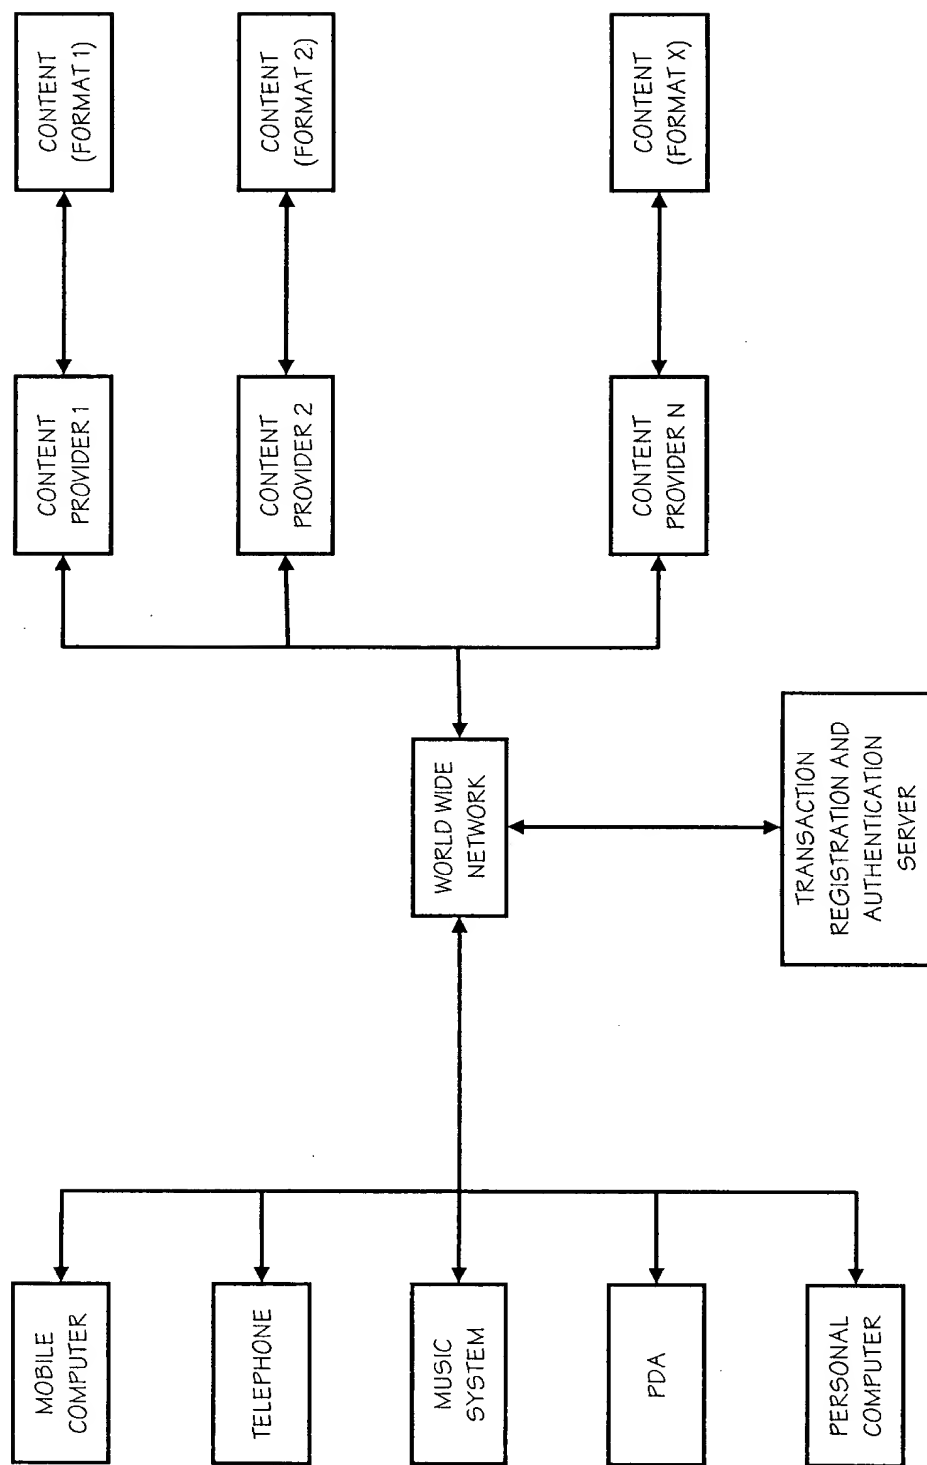 MOBILE
COMPUTER
TELEPHONE
MUSIC
SYSTEM
PDA
PERSONAL
COMPUTER
WORLD WIDE
NETWORK
TRANSACTION
REGISTRATION AND
AUTHENTICATION
SERVER
CONTENT
PROVIDER 1
CONTENT
PROVIDER 2
CONTENT
PROVIDER N
CONTENT
(FORMAT 1)
CONTENT
(FORMAT 2)
CONTENT
(FORMAT X)